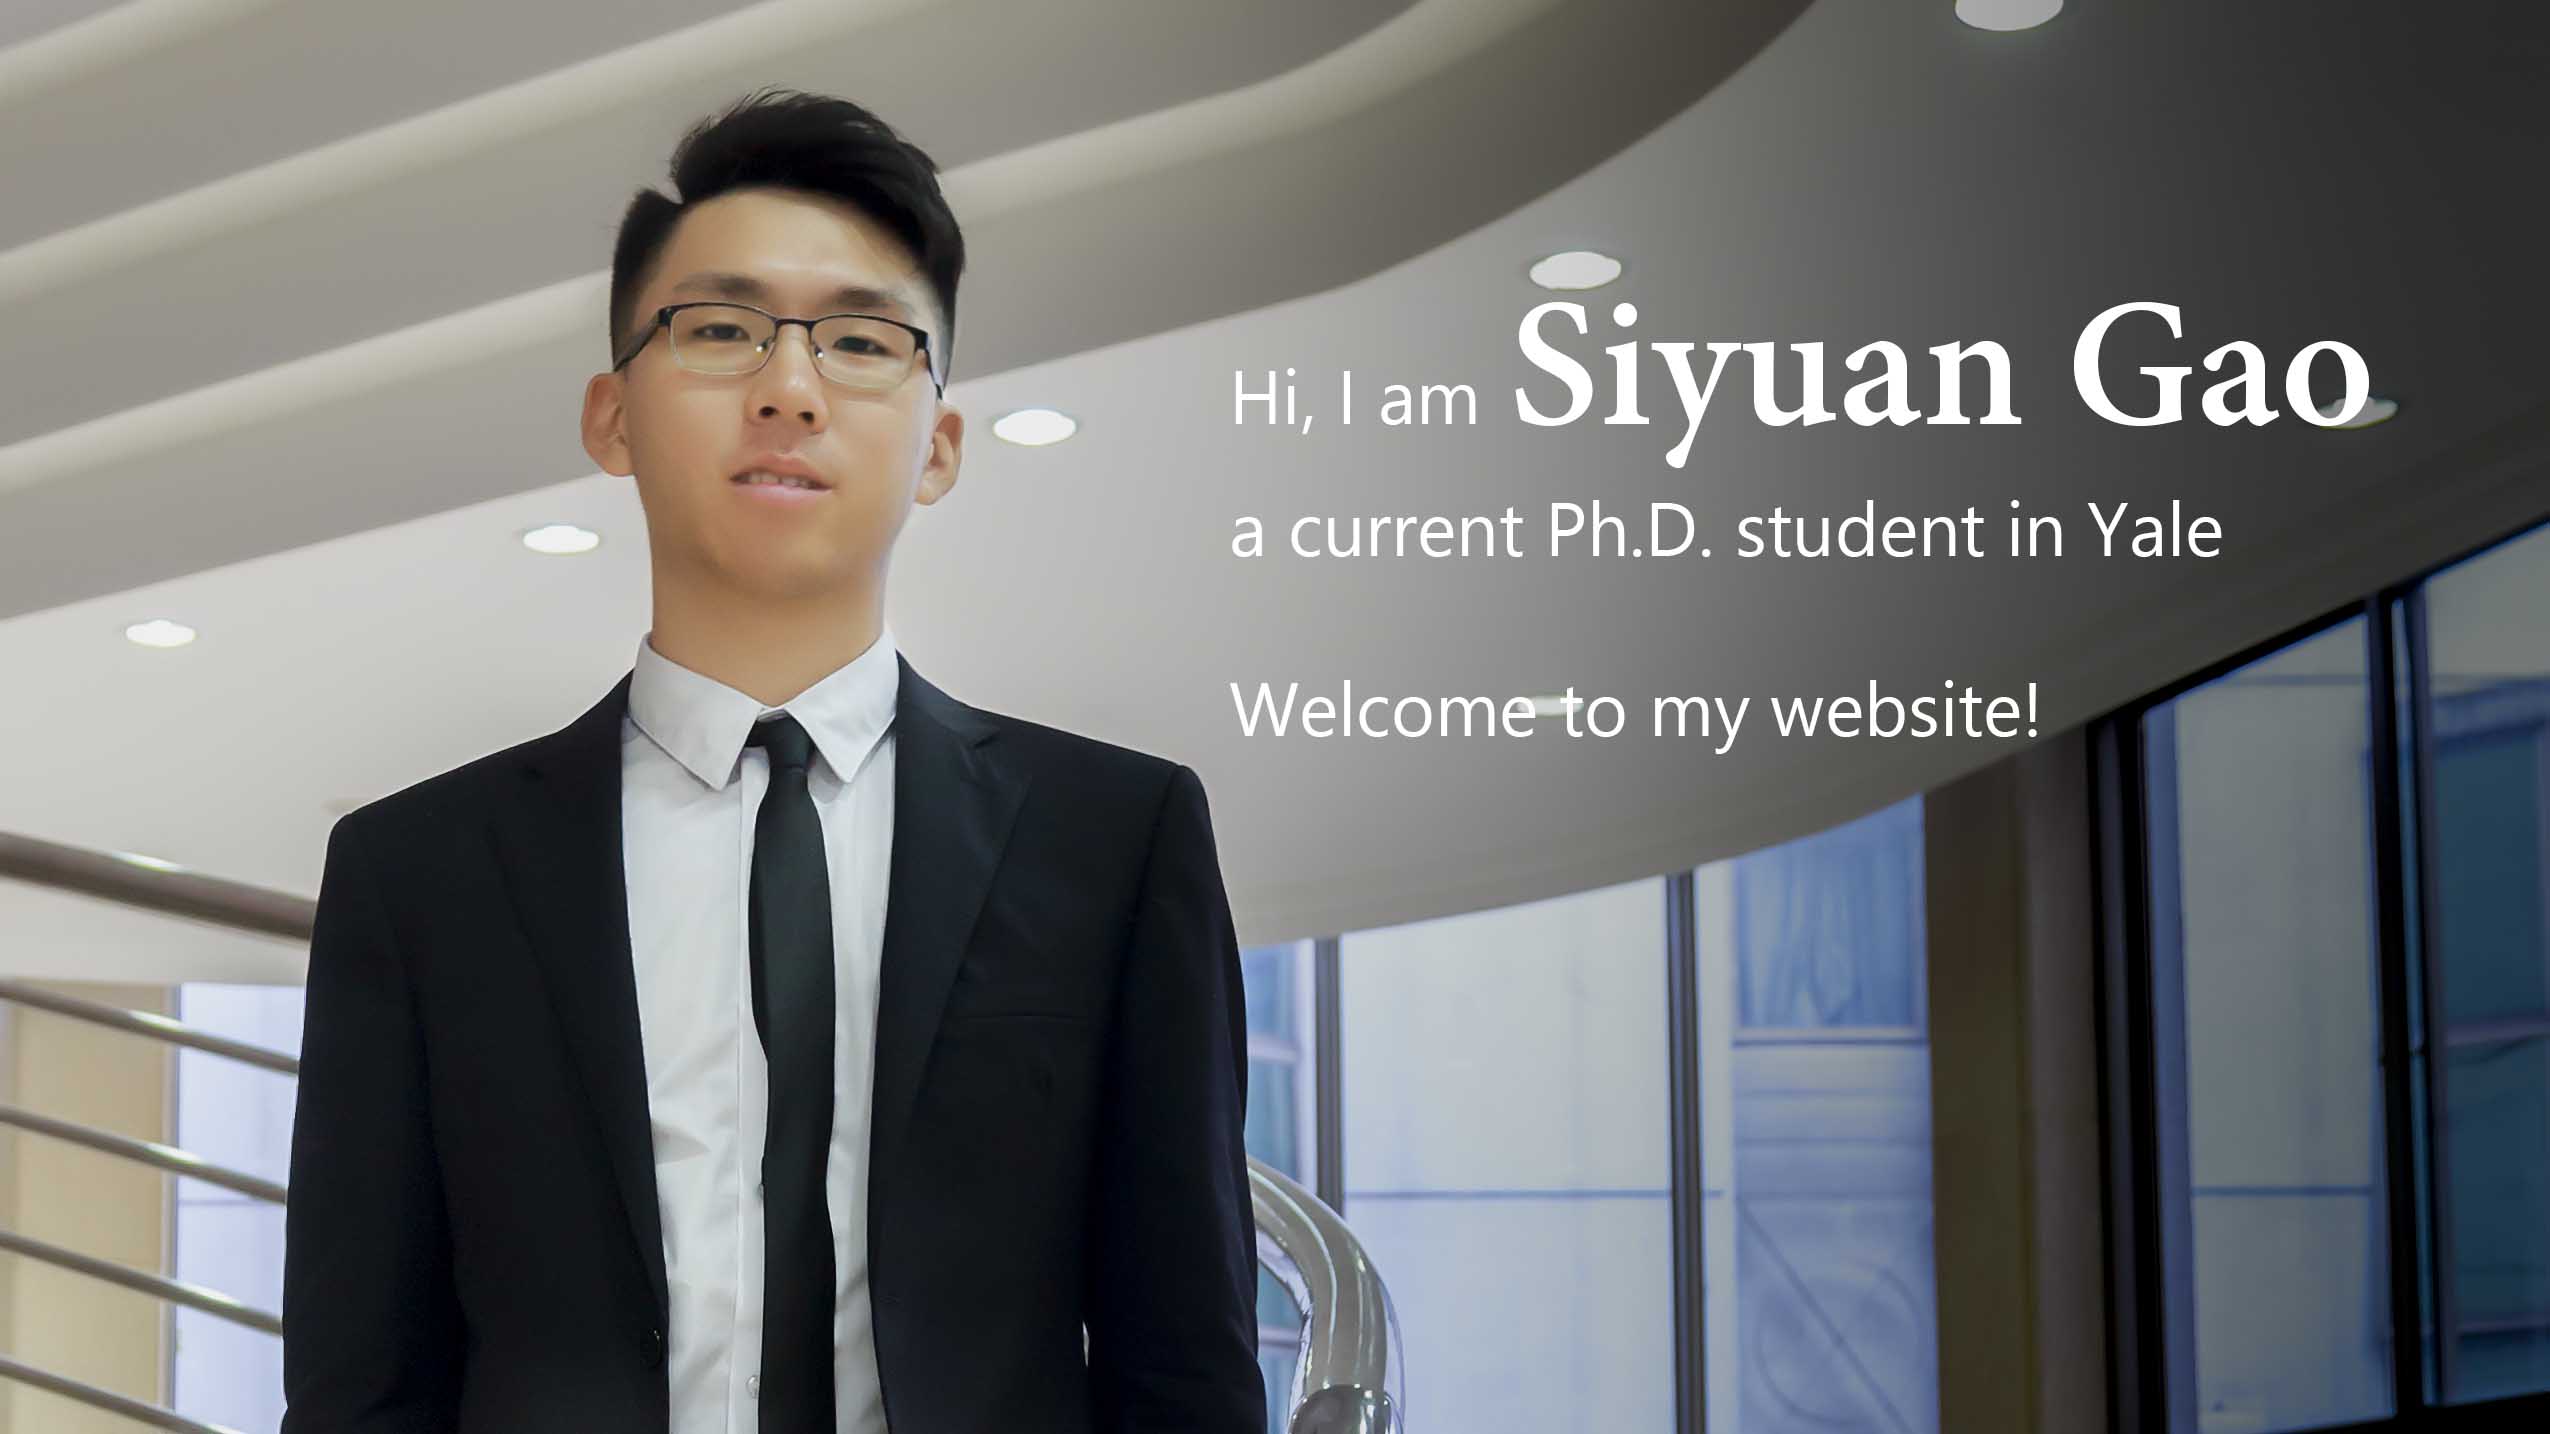 Hi, I am Siyuan Gao
a current Ph.D. student in Yale
Welcome to my website!